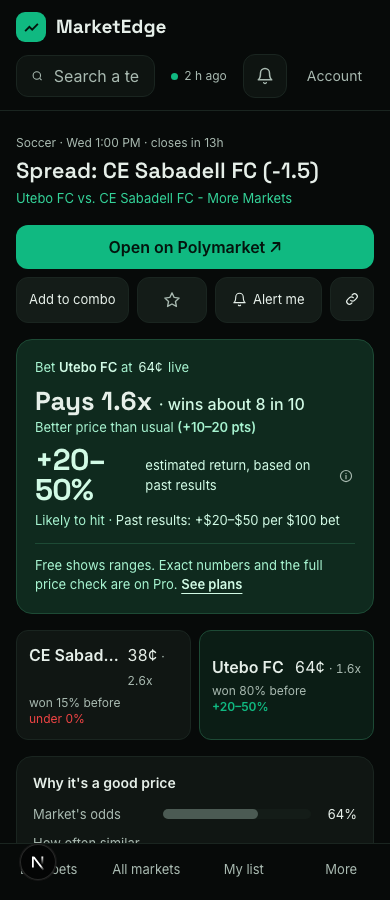 MarketEdge
Search a te
2 h ago
Account
Soccer · Wed 1:00 PM · closes in 13h
Spread: CE Sabadell FC (-1.5)
Utebo FC vs. CE Sabadell FC - More Markets
Open on Polymarket ↗
Add to combo
Alert me
Bet Utebo FC at 64¢ live
Pays 1.6x · wins about 8 in 10
Better price than usual (+10–20 pts)
+20–
50%
estimated return, based on
past results
Likely to hit · Past results: +$20–$50 per $100 bet
Free shows ranges. Exact numbers and the full
price check are on Pro. See plans
CE Sabad... 38¢ ·
2.6x
won 15% before
under 0%
Utebo FC 64¢ · 1.6x
won 80% before
+20–50%
Why it's a good price
Market's odds 64%
How often similar
N
bets
All markets
My list
More